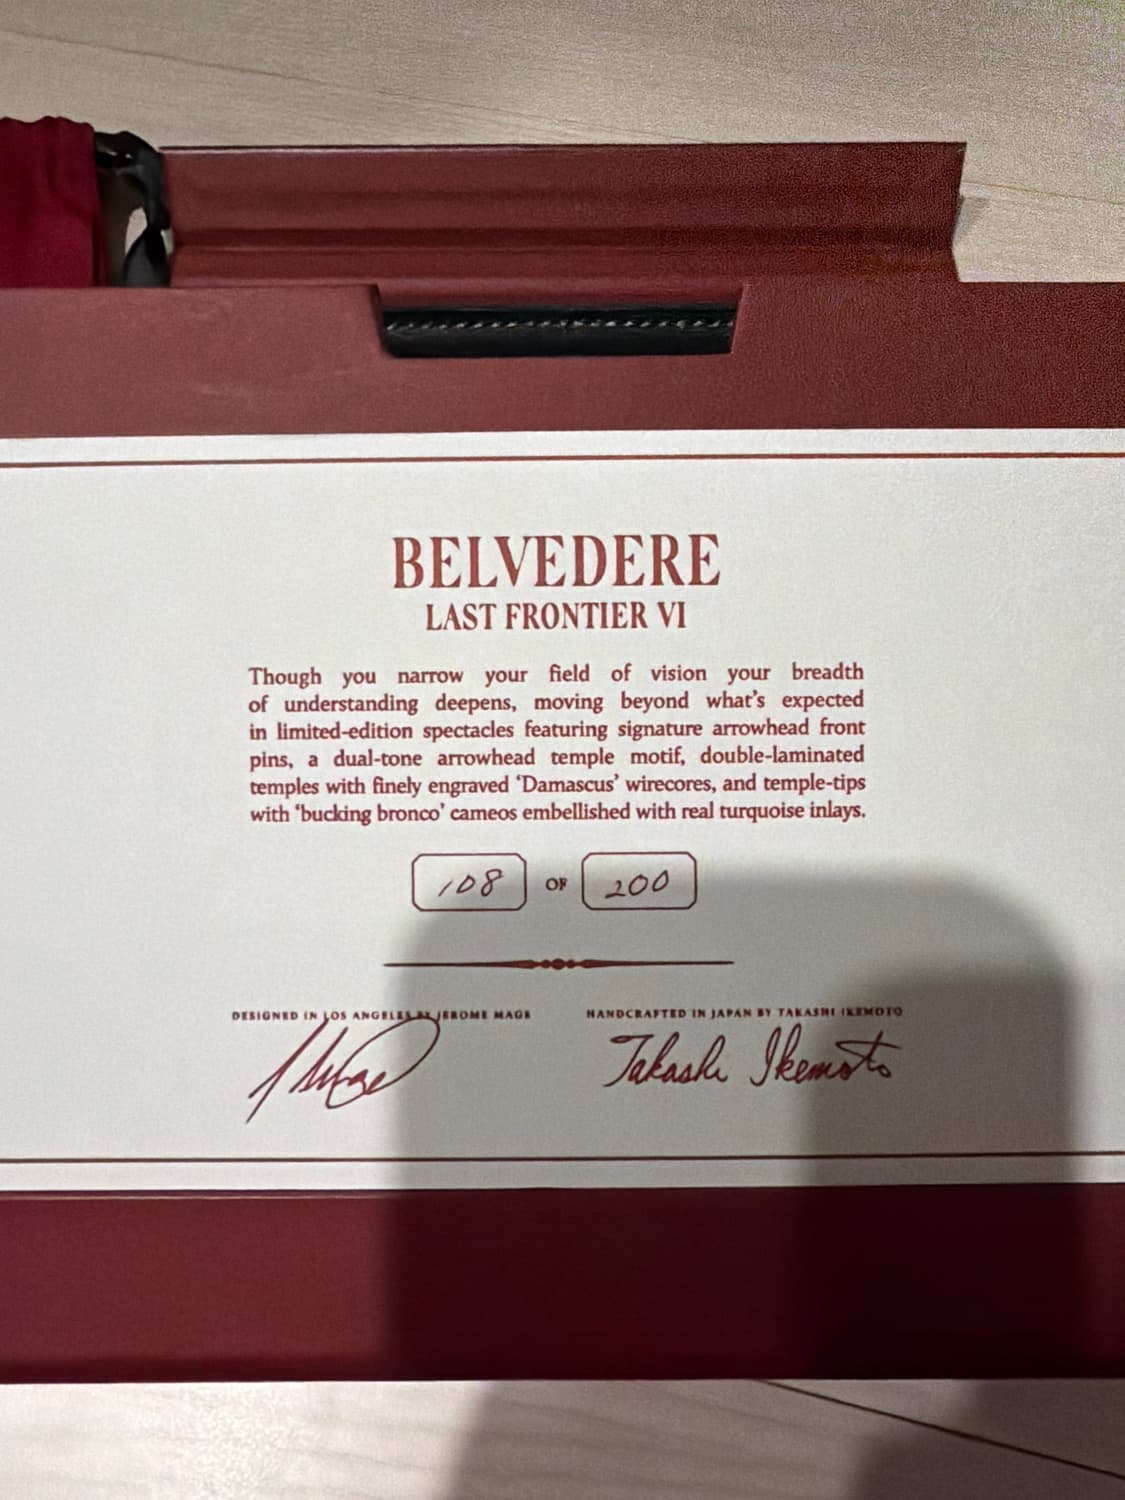 BELVEDERE
LAST FRONTIER VI
Though you narrow your field of vision your breadth
of understanding deepens, moving beyond what's expected
in limited-edition spectacles featuring signature arrowhead front
pins, a dual-tone arrowhead temple motif, double-laminated
temples with finely engraved 'Damascus' wirecores, and temple-tips
with 'bucking bronco' cameos embellished with real turquoise inlays.
108 OF 200
DESIGNED IN LOS ANGELES BY JEROME MAGE
HANDCRAFTED IN JAPAN BY TAKASHI IKEMOTO
Takashi Ikemoto